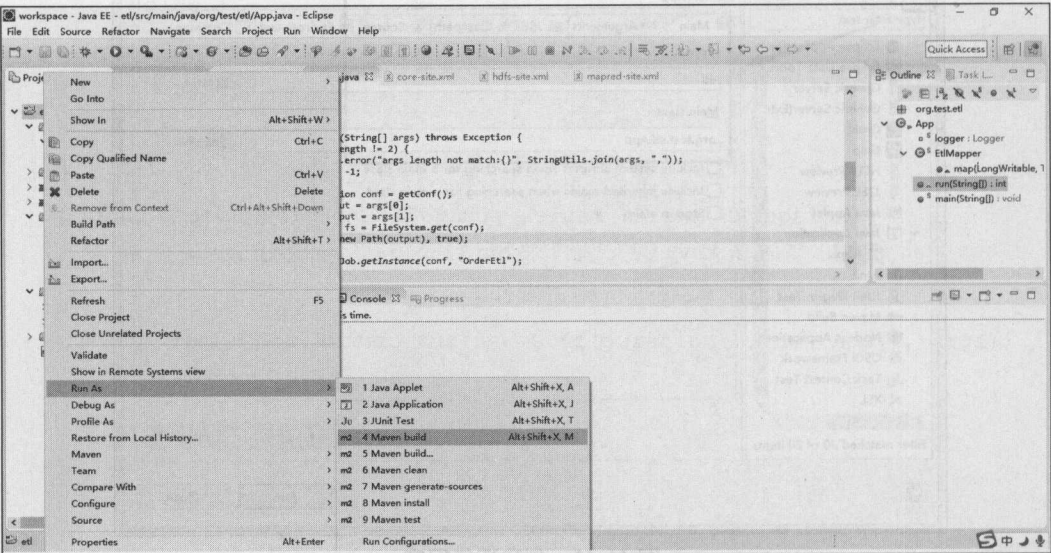 workspace - Java EE - etl/src/main/java/org/test/etl/App.java - Eclipse
File Edit Source Refactor Navigate Search Project Run Window Help
Quick Access
Proje
java core-site.xml hdfs-site.xml mapred-site.xml
Outline Task L...
New
Go Into
Show In Alt+Shift+W >
Copy Ctrl+C
Copy Qualified Name
Paste Ctrl+V
Delete Delete
Remove from Context Ctrl+Alt+Shift+Down
Build Path
Refactor Alt+Shift+T >
Import...
Export...
Refresh F5
Close Project
Close Unrelated Projects
Validate
Show in Remote Systems view
Run As
Debug As
Profile As
Restore from Local History...
Maven
Team
Compare With
Configure
Source
Properties Alt+Enter
(String[] args) throws Exception {
ength != 2) {
.error("args length not match:{}", StringUtils.join(args, ","));
-1;
ion conf = getConf();
ut = args[0];
put = args[1];
fs = FileSystem.get(conf);
new Path(output), true);
Job.getInstance(conf, "OrderEtl");
org.test.etl
App
logger : Logger
EtlMapper
map(LongWritable, T
run(String[]) : int
main(String[]) : void
Console Progress
is time.
1 Java Applet Alt+Shift+X, A
2 Java Application Alt+Shift+X, J
Ju 3 JUnit Test Alt+Shift+X, T
m2 4 Maven build Alt+Shift+X, M
m2 5 Maven build...
m2 6 Maven clean
m2 7 Maven generate-sources
m2 8 Maven install
m2 9 Maven test
Run Configurations...
etl
中